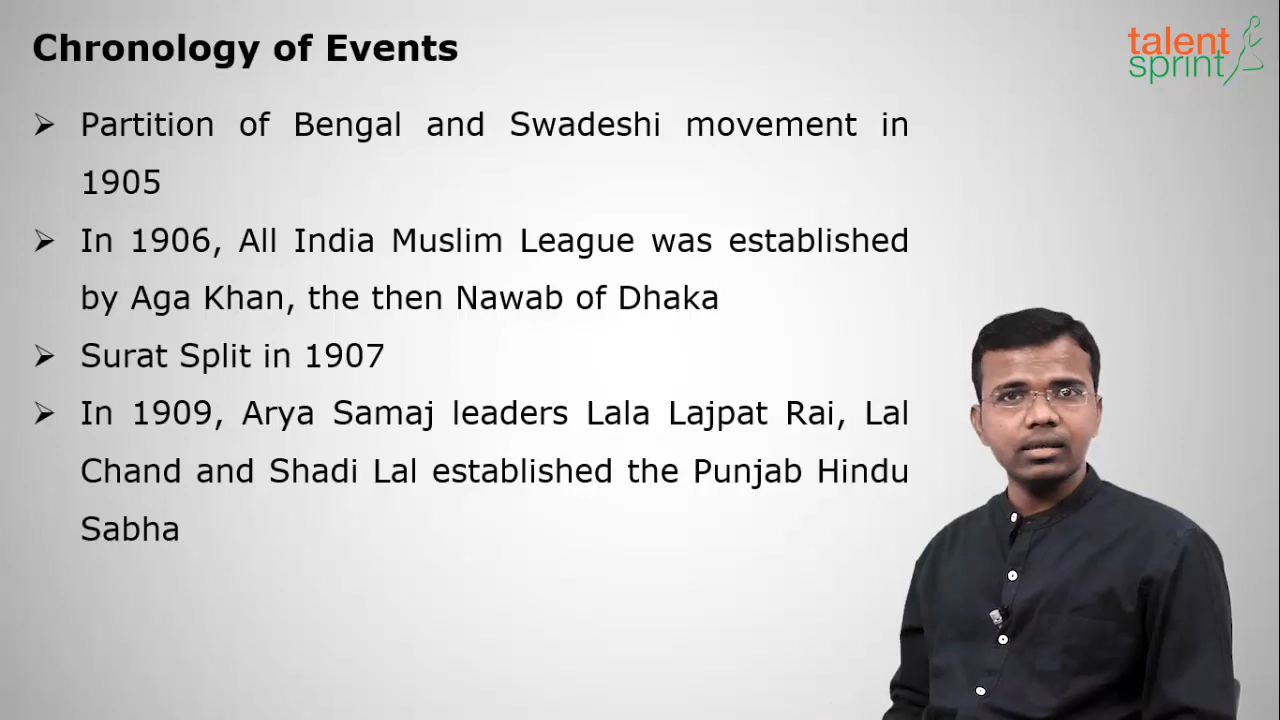 Chronology of Events
talent
sprint
➢ Partition of Bengal and Swadeshi movement in
1905
➢ In 1906, All India Muslim League was established
by Aga Khan, the then Nawab of Dhaka
➢ Surat Split in 1907
➢ In 1909, Arya Samaj leaders Lala Lajpat Rai, Lal
Chand and Shadi Lal established the Punjab Hindu
Sabha